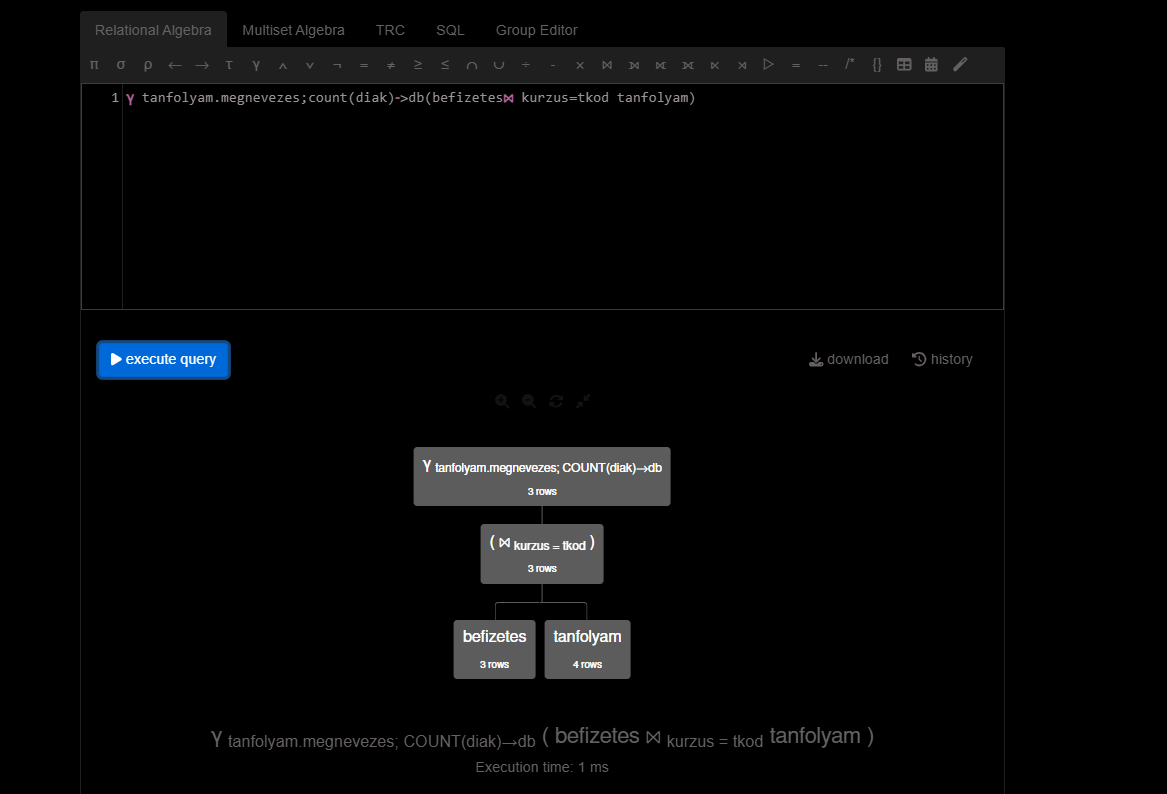 Relational Algebra Multiset Algebra TRC SQL Group Editor
π σ ρ ← → τ γ ∧ ∨ ¬ = ≠ ≥ ≤ ∩ ∪ ÷ - × ⋈ ⟕ ⟖ ⟗ ⋉ ⋊ ▷ = -- /* {}
1 γ tanfolyam.megnevezes;count(diak)->db(befizetes⋈ kurzus=tkod tanfolyam)
execute query download history
γ tanfolyam.megnevezes; COUNT(diak)→db
3 rows
( ⋈ kurzus = tkod )
3 rows
befizetes tanfolyam
3 rows 4 rows
γ tanfolyam.megnevezes; COUNT(diak)→db ( befizetes ⋈ kurzus = tkod tanfolyam )
Execution time: 1 ms